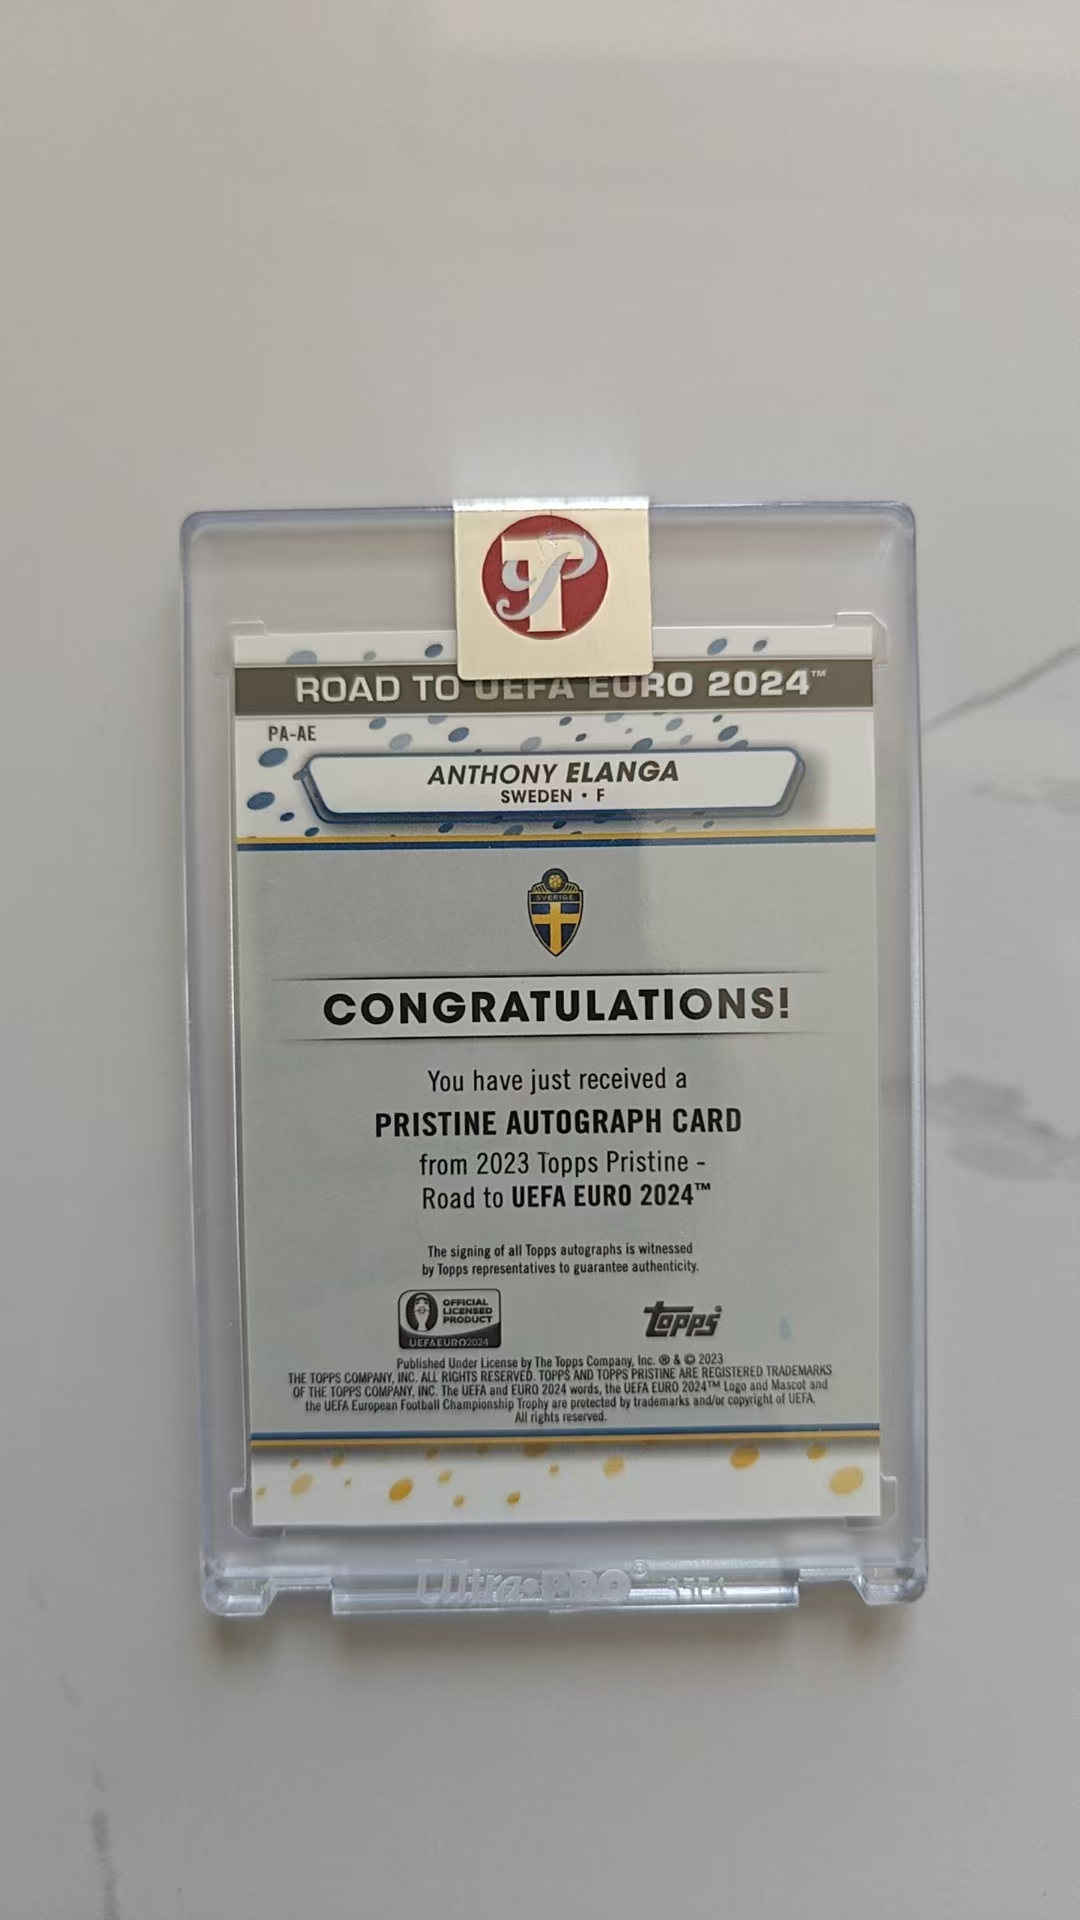 ROAD TO UEFA EURO 2024™
PA-AE
ANTHONY ELANGA
SWEDEN • F
SVERIGE
CONGRATULATIONS!
You have just received a
PRISTINE AUTOGRAPH CARD
from 2023 Topps Pristine -
Road to UEFA EURO 2024™
The signing of all Topps autographs is witnessed
by Topps representatives to guarantee authenticity.
OFFICIAL
LICENSED
PRODUCT
UEFA EURO2024
topps
Published Under License by The Topps Company, Inc. ® & © 2023
THE TOPPS COMPANY, INC. ALL RIGHTS RESERVED. TOPPS AND TOPPS PRISTINE ARE REGISTERED TRADEMARKS
OF THE TOPPS COMPANY, INC. The UEFA and EURO 2024 words, the UEFA EURO 2024™ Logo and Mascot and
the UEFA European Football Championship Trophy are protected by trademarks and/or copyright of UEFA.
All rights reserved.
Ultra•PRO®